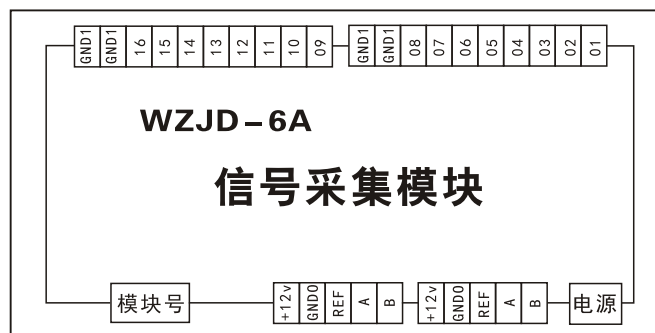 GND1 GND1 16 15 14 13 12 11 10 09 GND1 GND1 08 07 06 05 04 03 02 01
WZJD-6A
信号采集模块
模块号 +12v GND0 REF A B +12v GND0 REF A B 电源